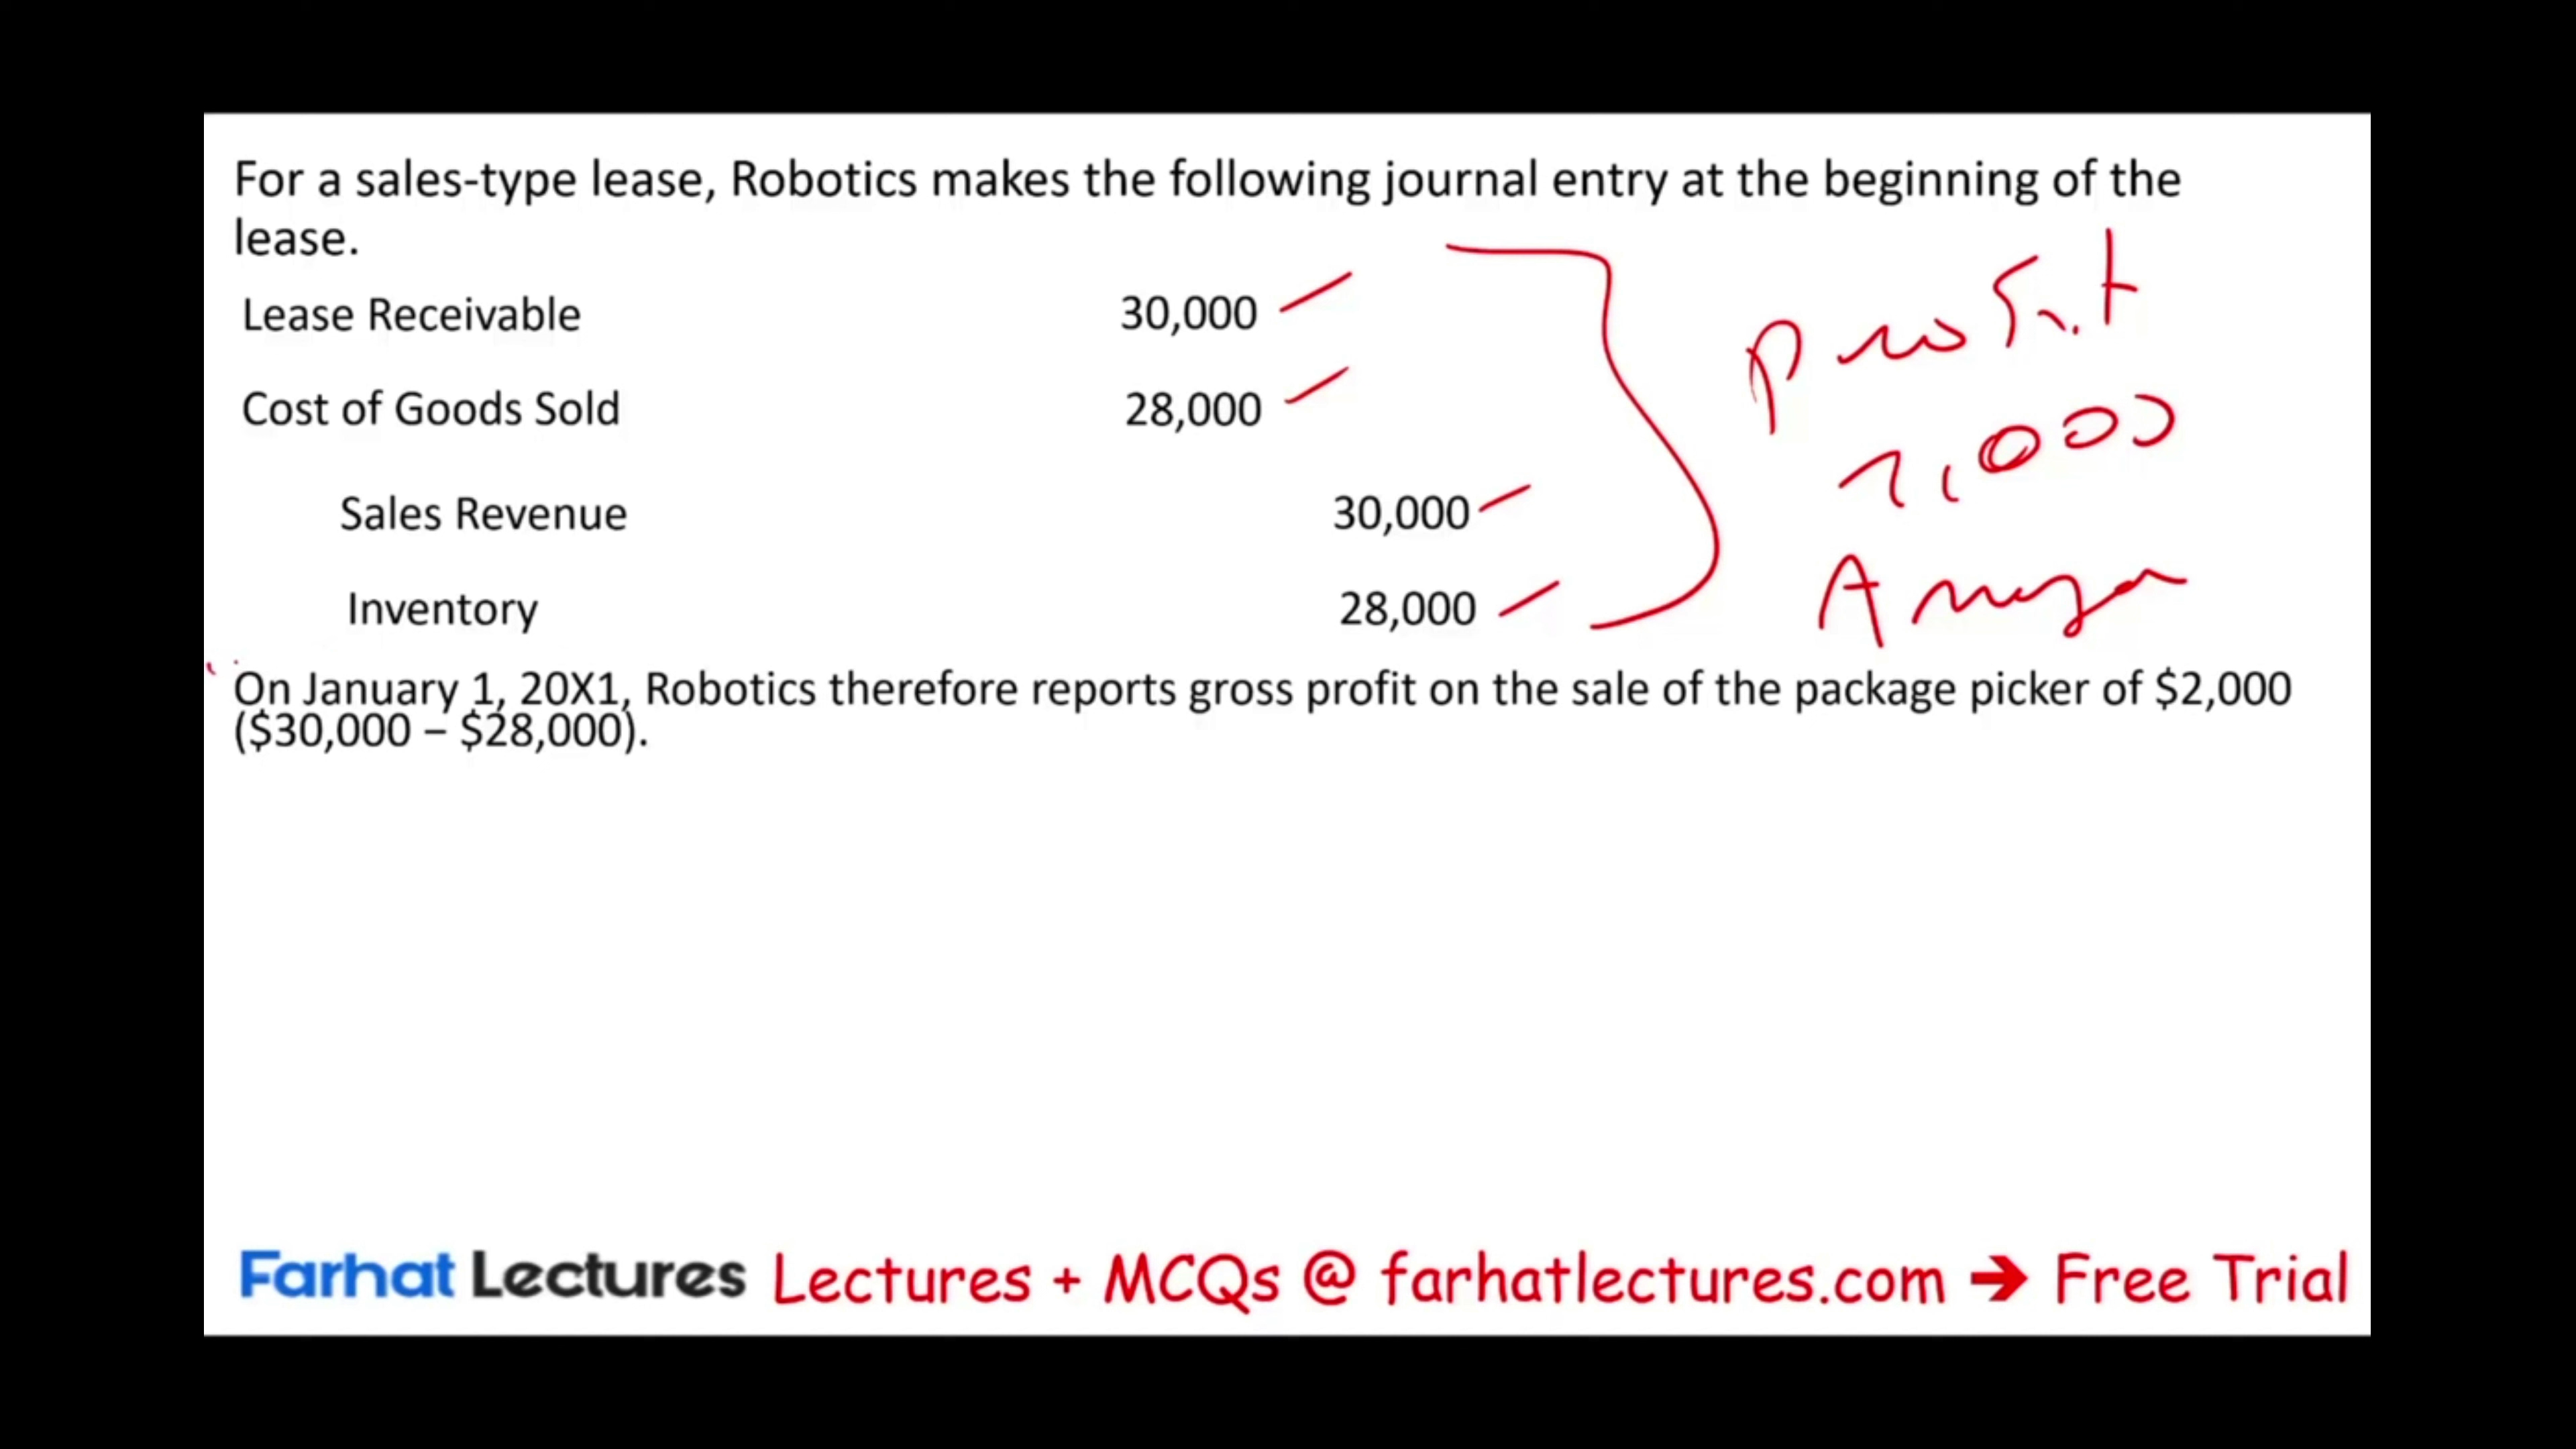 For a sales-type lease, Robotics makes the following journal entry at the beginning of the
lease.
Lease Receivable 30,000
Cost of Goods Sold 28,000
Sales Revenue 30,000
Inventory 28,000
profit
2,000
On January 1, 20X1, Robotics therefore reports gross profit on the sale of the package picker of $2,000
($30,000 – $28,000).
Farhat Lectures Lectures + MCQs @ farhatlectures.com ➔ Free Trial